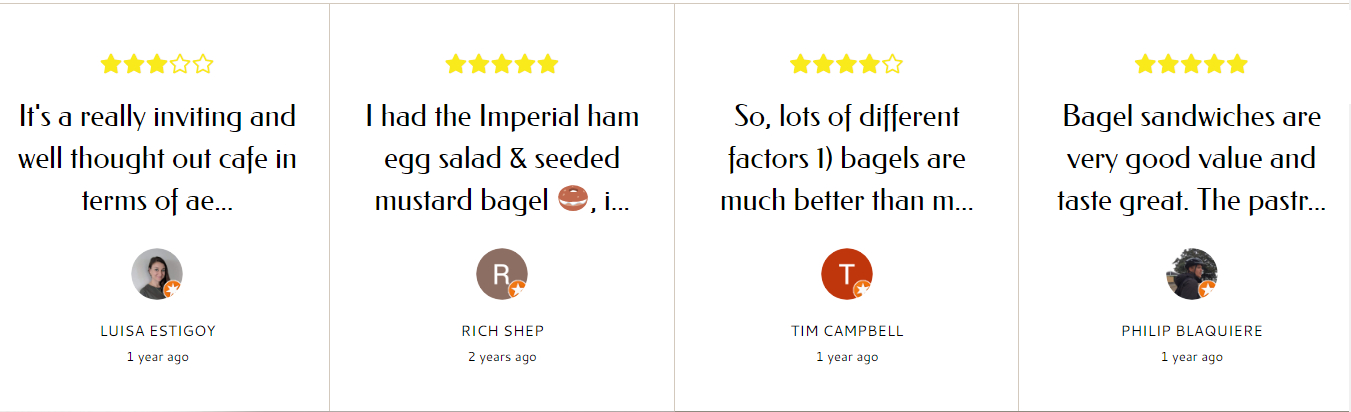 It's a really inviting and
well thought out cafe in
terms of ae...
LUISA ESTIGOY
1 year ago
I had the Imperial ham
egg salad & seeded
mustard bagel 🥯, i...
R
RICH SHEP
2 years ago
So, lots of different
factors 1) bagels are
much better than m...
T
TIM CAMPBELL
1 year ago
Bagel sandwiches are
very good value and
taste great. The pastr...
PHILIP BLAQUIERE
1 year ago